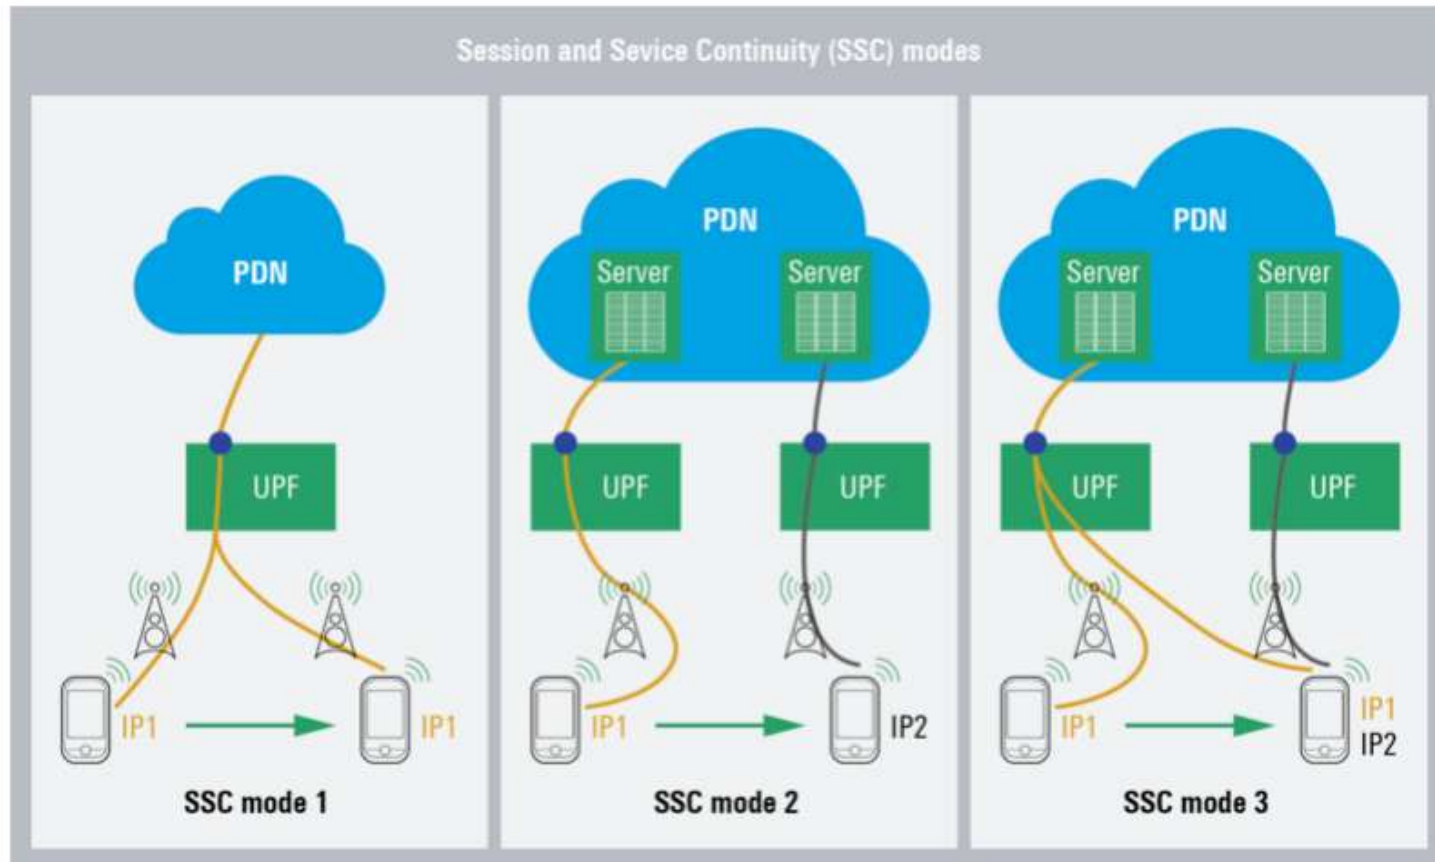 Session and Sevice Continuity (SSC) modes
PDN
UPF
IP1
IP1
SSC mode 1
PDN
Server
Server
UPF
UPF
IP1
IP2
SSC mode 2
PDN
Server
Server
UPF
UPF
IP1
IP1
IP2
SSC mode 3